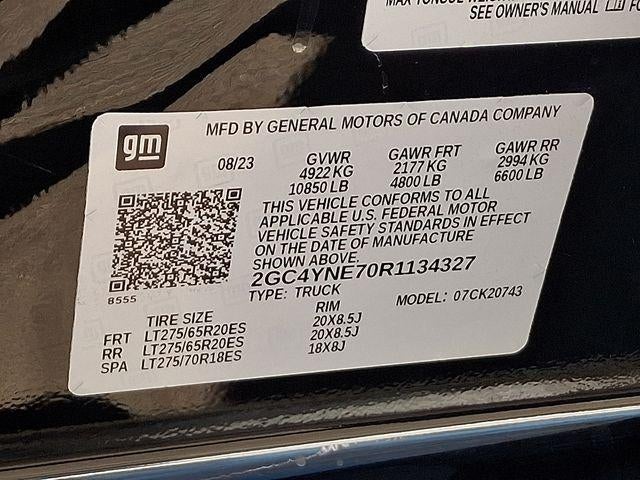 SEE OWNER'S MANUAL
gm
MFD BY GENERAL MOTORS OF CANADA COMPANY
08/23 GVWR GAWR FRT GAWR RR
4922 KG 2177 KG 2994 KG
10850 LB 4800 LB 6600 LB
THIS VEHICLE CONFORMS TO ALL
APPLICABLE U.S. FEDERAL MOTOR
VEHICLE SAFETY STANDARDS IN EFFECT
ON THE DATE OF MANUFACTURE
SHOWN ABOVE.
2GC4YNE70R1134327
8555
TYPE: TRUCK MODEL: 07CK20743
TIRE SIZE RIM
FRT LT275/65R20ES 20X8.5J
RR LT275/65R20ES 20X8.5J
SPA LT275/70R18ES 18X8J